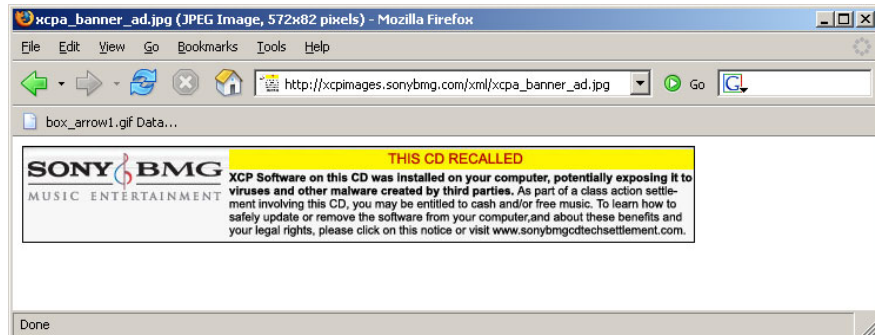 xcpa_banner_ad.jpg (JPEG Image, 572x82 pixels) - Mozilla Firefox
File Edit View Go Bookmarks Tools Help
http://xcpimages.sonybmg.com/xml/xcpa_banner_ad.jpg Go G
box_arrow1.gif Data...
SONY BMG
MUSIC ENTERTAINMENT
THIS CD RECALLED
XCP Software on this CD was installed on your computer, potentially exposing it to
viruses and other malware created by third parties. As part of a class action settle-
ment involving this CD, you may be entitled to cash and/or free music. To learn how to
safely update or remove the software from your computer,and about these benefits and
your legal rights, please click on this notice or visit www.sonybmgcdtechsettlement.com.
Done